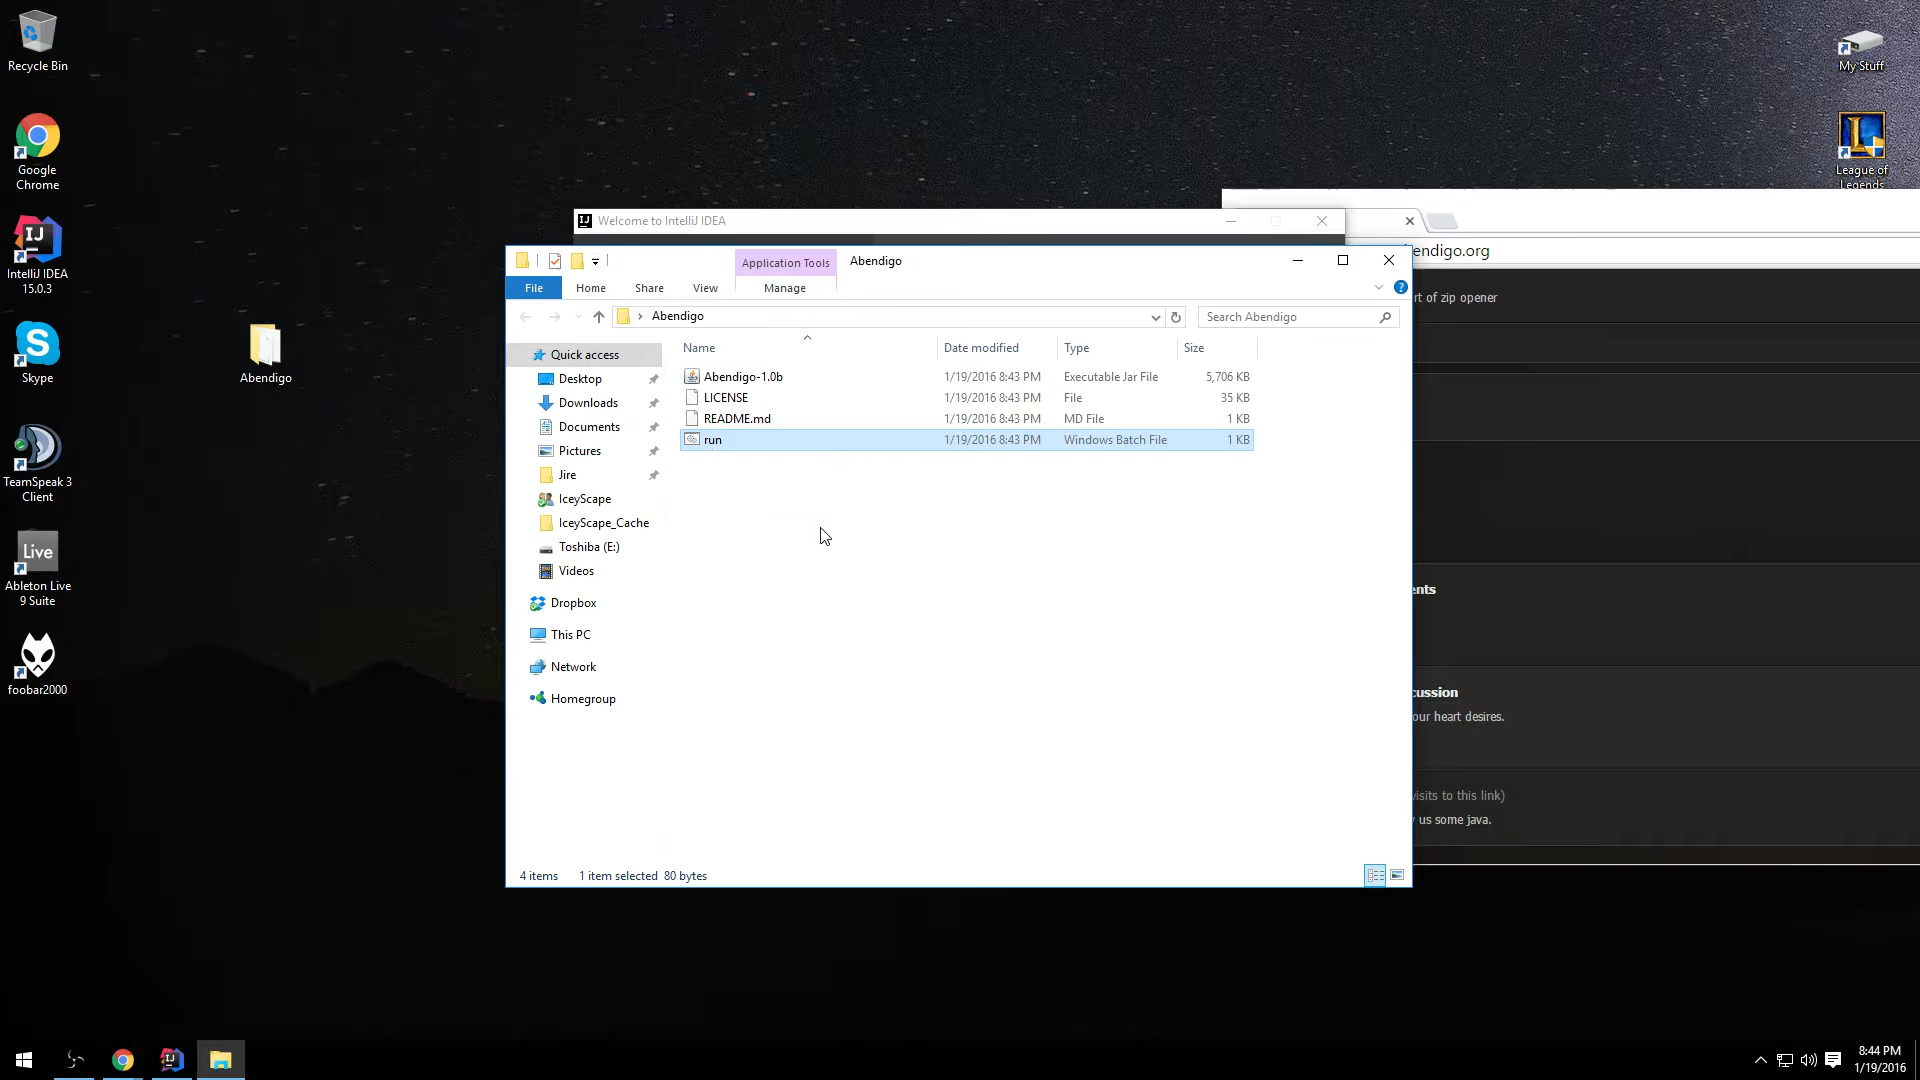 Recycle Bin
Google
Chrome
IntelliJ IDEA
15.0.3
Skype
TeamSpeak 3
Client
Live
Ableton Live
9 Suite
foobar2000
Abendigo
My Stuff
League of
Legends
Welcome to IntelliJ IDEA
endigo.org
rt of zip opener
ents
cussion
our heart desires.
visits to this link)
us some java.
Application Tools
Abendigo
File
Home
Share
View
Manage
Abendigo
Search Abendigo
Name
Date modified
Type
Size
Abendigo-1.0b 1/19/2016 8:43 PM Executable Jar File 5,706 KB
LICENSE 1/19/2016 8:43 PM File 35 KB
README.md 1/19/2016 8:43 PM MD File 1 KB
run 1/19/2016 8:43 PM Windows Batch File 1 KB
Quick access
Desktop
Downloads
Documents
Pictures
Jire
IceyScape
IceyScape_Cache
Toshiba (E:)
Videos
Dropbox
This PC
Network
Homegroup
4 items 1 item selected 80 bytes
8:44 PM
1/19/2016